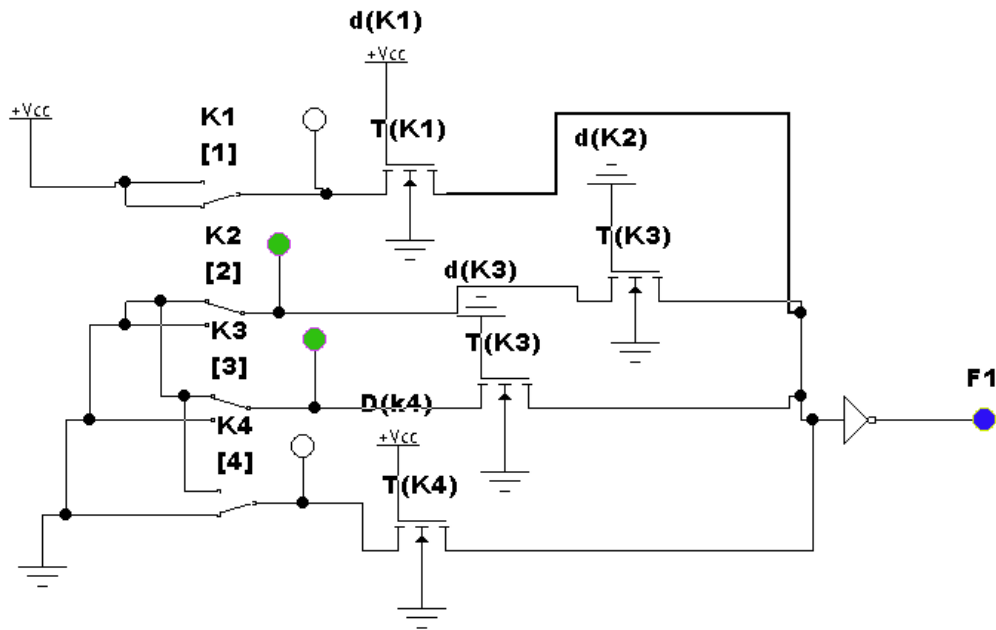 d(K1)
+Vcc
+Vcc
K1
[1]
T(K1)
d(K2)
K2
[2]
T(K3)
d(K3)
K3
[3]
T(K3)
F1
D(k4)
K4
[4]
+Vcc
T(K4)